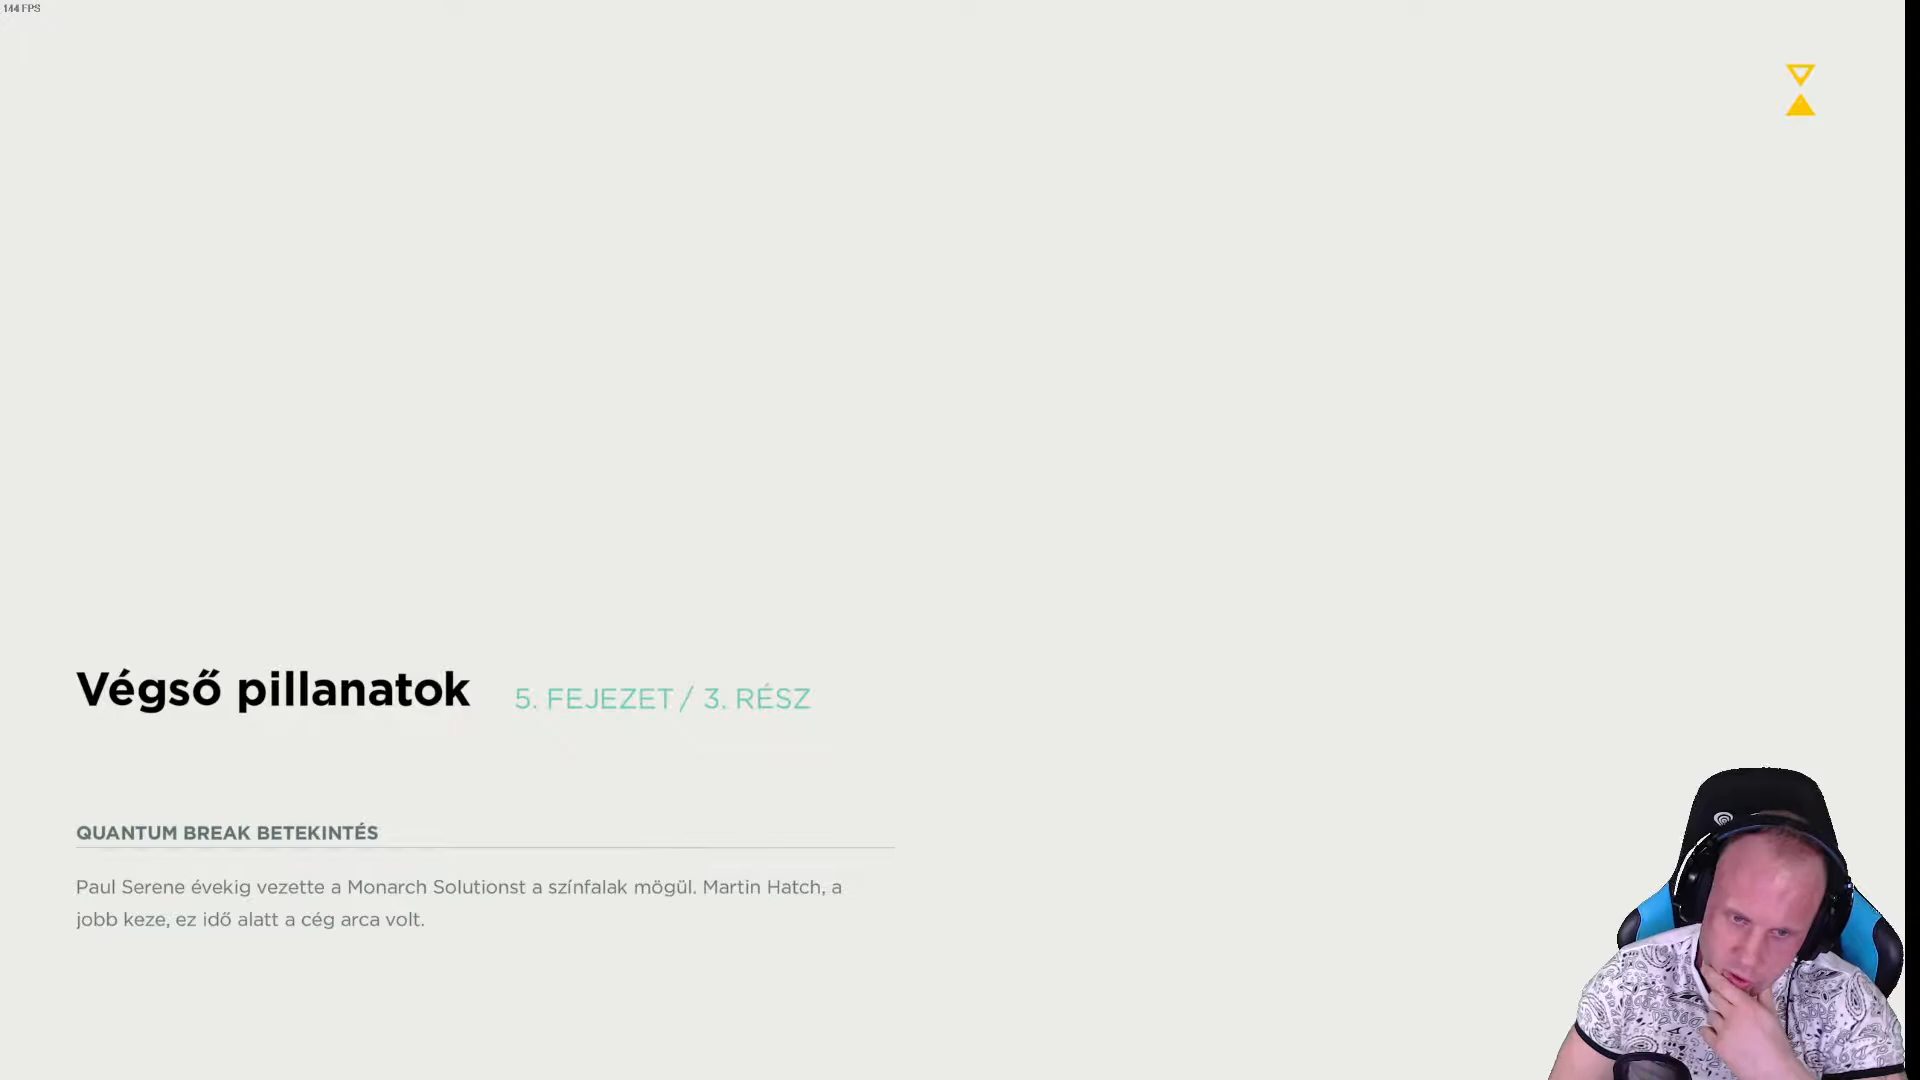 144 FPS
Végső pillanatok
5. FEJEZET / 3. RÉSZ
QUANTUM BREAK BETEKINTÉS
Paul Serene évekig vezette a Monarch Solutionst a színfalak mögül. Martin Hatch, a
jobb keze, ez idő alatt a cég arca volt.